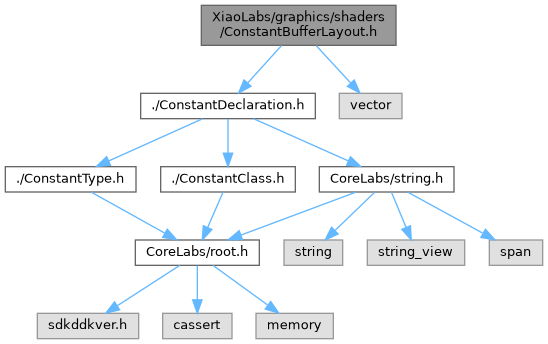 XiaoLabs/graphics/shaders
/ConstantBufferLayout.h
./ConstantDeclaration.h
vector
./ConstantType.h
./ConstantClass.h
CoreLabs/string.h
CoreLabs/root.h
string
string_view
span
sdkddkver.h
cassert
memory